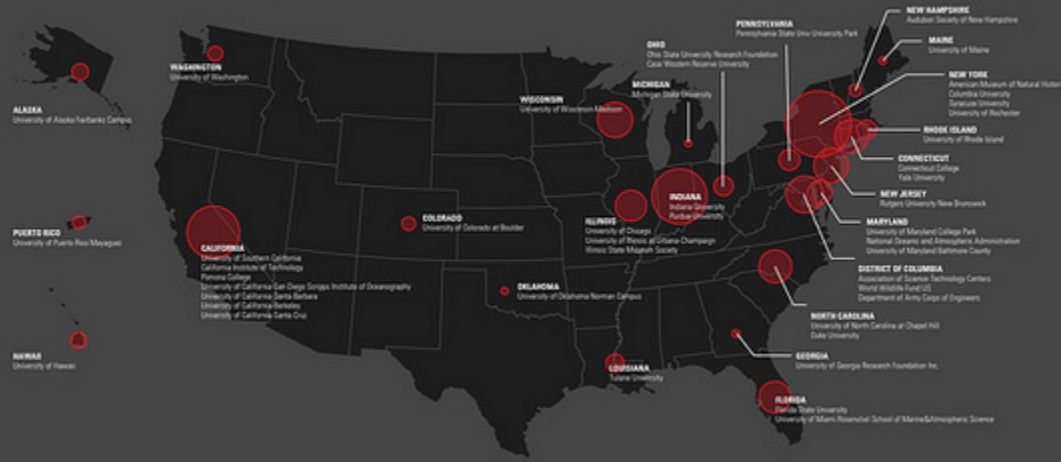 NEW HAMPSHIRE
Audubon Society of New Hampshire
PENNSYLVANIA
Pennsylvania State Univ University Park
MAINE
University of Maine
OHIO
Ohio State University Research Foundation
Case Western Reserve University
WASHINGTON
University of Washington
NEW YORK
American Museum of Natural Histor
Columbia University
Syracuse University
University of Rochester
MICHIGAN
Michigan State University
WISCONSIN
University of Wisconsin-Madison
ALASKA
University of Alaska Fairbanks Campus
RHODE ISLAND
University of Rhode Island
CONNECTICUT
Connecticut College
Yale University
NEW JERSEY
Rutgers University New Brunswick
INDIANA
Indiana University
Purdue University
COLORADO
University of Colorado at Boulder
ILLINOIS
University of Chicago
University of Illinois at Urbana-Champaign
Illinois State Museum Society
MARYLAND
University of Maryland College Park
National Oceanic and Atmospheric Administration
University of Maryland Baltimore County
PUERTO RICO
University of Puerto Rico Mayaguez
CALIFORNIA
University of Southern California
California Institute of Technology
Pomona College
University of California-San Diego Scripps Institute of Oceanography
University of California-Santa Barbara
University of California-Berkeley
University of California-Santa Cruz
DISTRICT OF COLUMBIA
Association of Science-Technology Centers
World Wildlife Fund US
Department of Army Corps of Engineers
OKLAHOMA
University of Oklahoma Norman Campus
NORTH CAROLINA
University of North Carolina at Chapel Hill
Duke University
HAWAII
University of Hawaii
GEORGIA
University of Georgia Research Foundation Inc
LOUISIANA
Tulane University
FLORIDA
Florida State University
University of Miami Rosenstiel School of Marine&Atmospheric Science